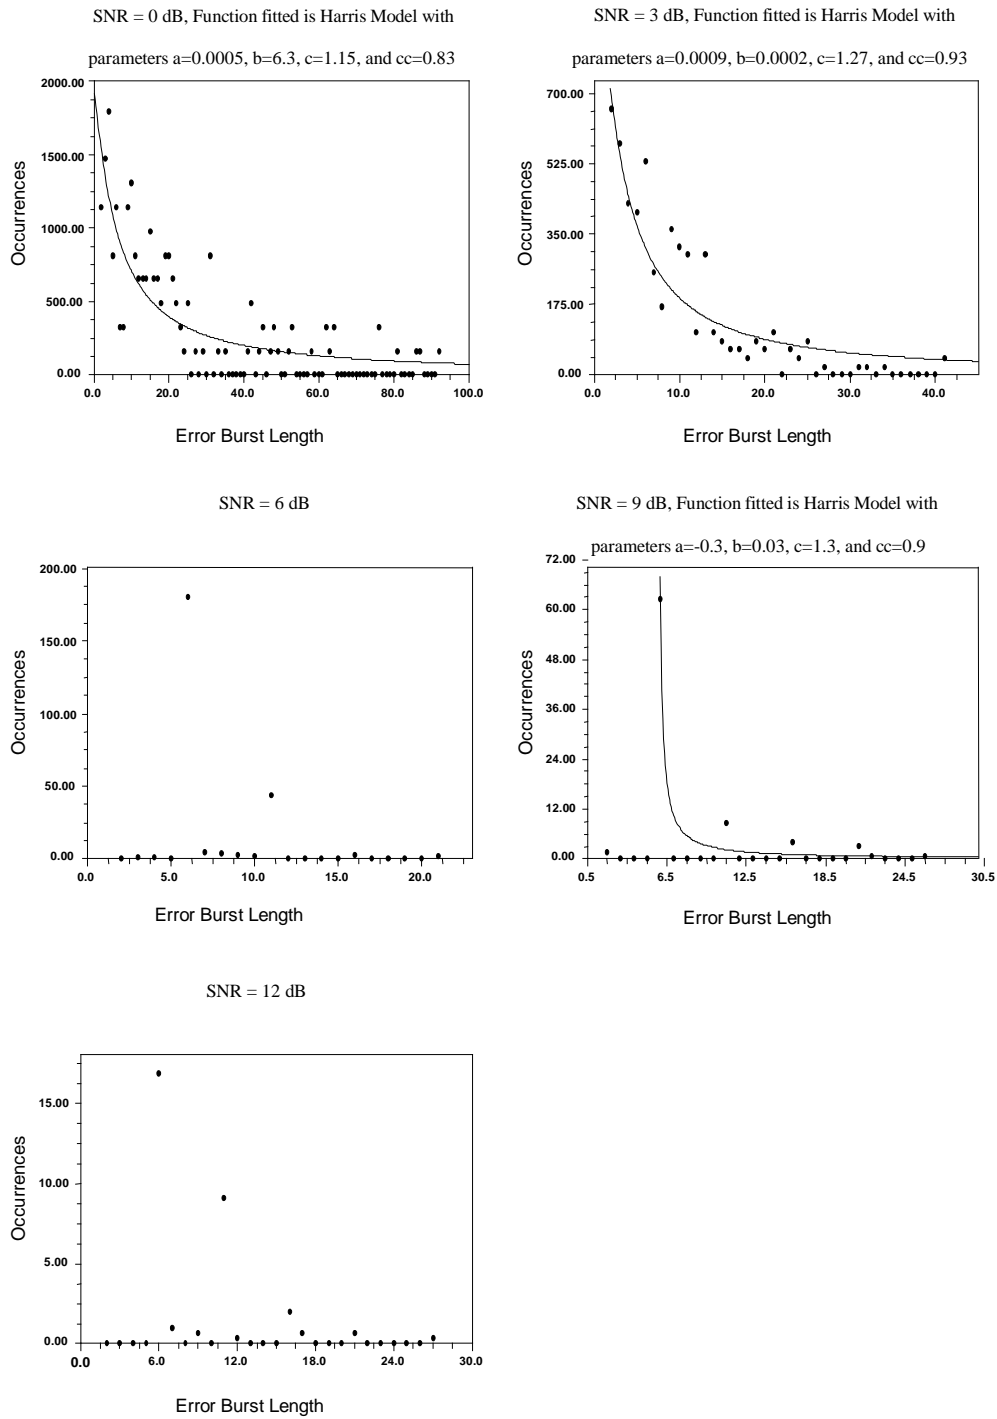 SNR = 0 dB, Function fitted is Harris Model with
parameters a=0.0005, b=6.3, c=1.15, and cc=0.83
2000.00
1500.00
1000.00
500.00
0.00
Occurrences
0.0 20.0 40.0 60.0 80.0 100.0
Error Burst Length
SNR = 3 dB, Function fitted is Harris Model with
parameters a=0.0009, b=0.0002, c=1.27, and cc=0.93
700.00
525.00
350.00
175.00
0.00
Occurrences
0.0 10.0 20.0 30.0 40.0
Error Burst Length
SNR = 6 dB
200.00
150.00
100.00
50.00
0.00
Occurrences
0.0 5.0 10.0 15.0 20.0
Error Burst Length
SNR = 9 dB, Function fitted is Harris Model with
parameters a=-0.3, b=0.03, c=1.3, and cc=0.9
72.00
60.00
48.00
36.00
24.00
12.00
0.00
Occurrences
0.5 6.5 12.5 18.5 24.5 30.5
Error Burst Length
SNR = 12 dB
15.00
10.00
5.00
0.00
Occurrences
0.0 6.0 12.0 18.0 24.0 30.0
Error Burst Length